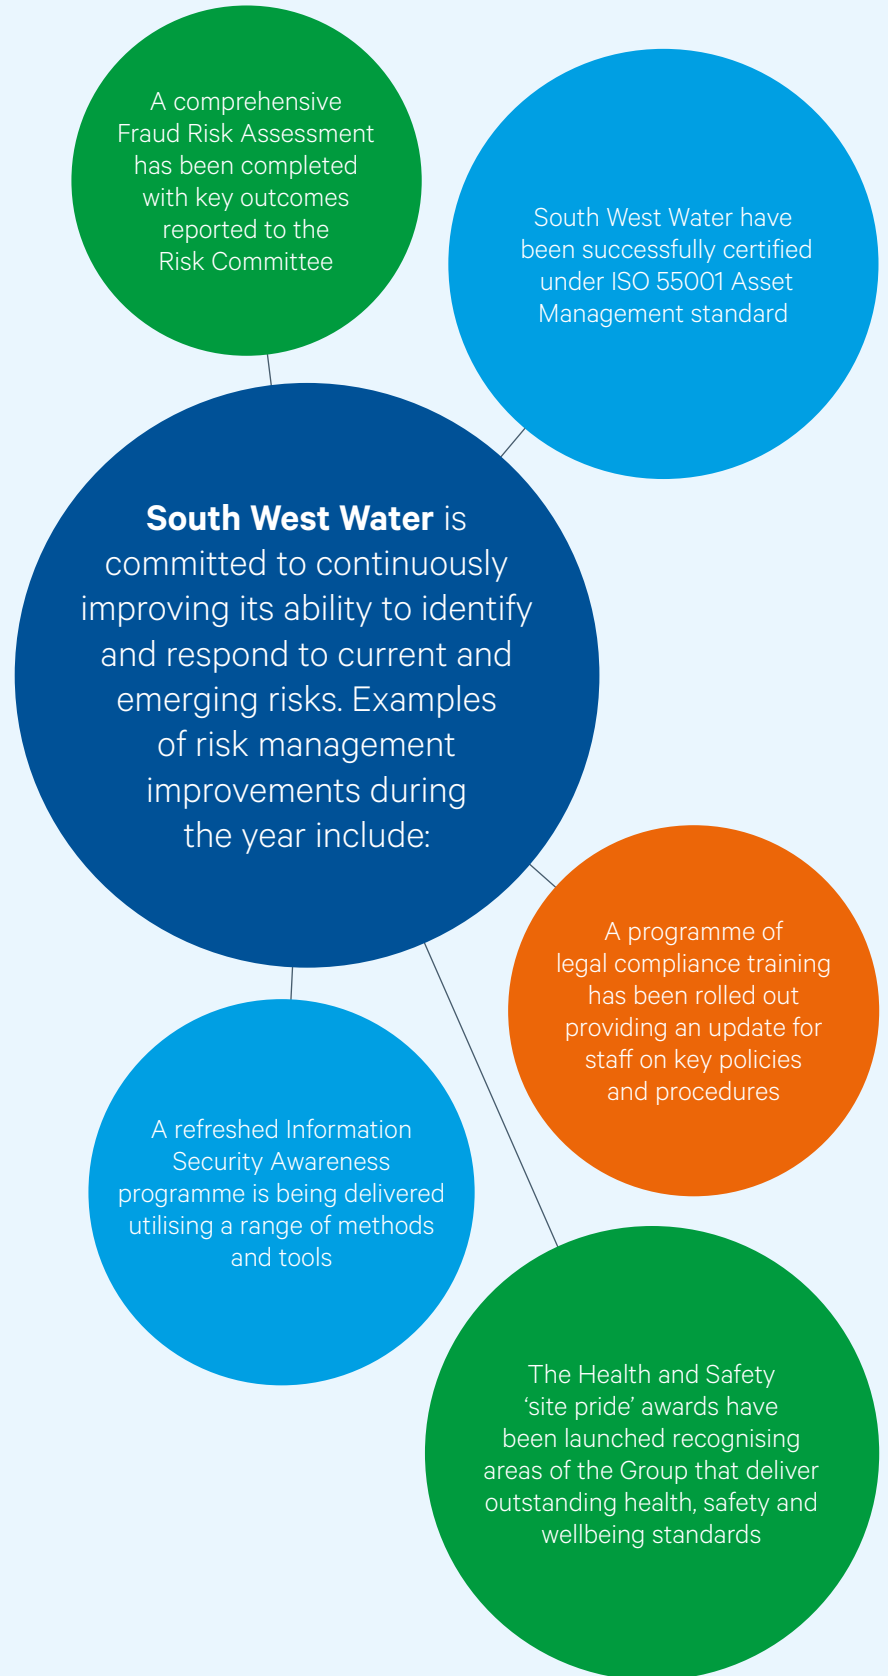 A comprehensive
Fraud Risk Assessment
has been completed
with key outcomes
reported to the
Risk Committee
South West Water have
been successfully certified
under ISO 55001 Asset
Management standard
South West Water is
committed to continuously
improving its ability to identify
and respond to current and
emerging risks. Examples
of risk management
improvements during
the year include:
A programme of
legal compliance training
has been rolled out
providing an update for
staff on key policies
and procedures
A refreshed Information
Security Awareness
programme is being delivered
utilising a range of methods
and tools
The Health and Safety
‘site pride’ awards have
been launched recognising
areas of the Group that deliver
outstanding health, safety and
wellbeing standards